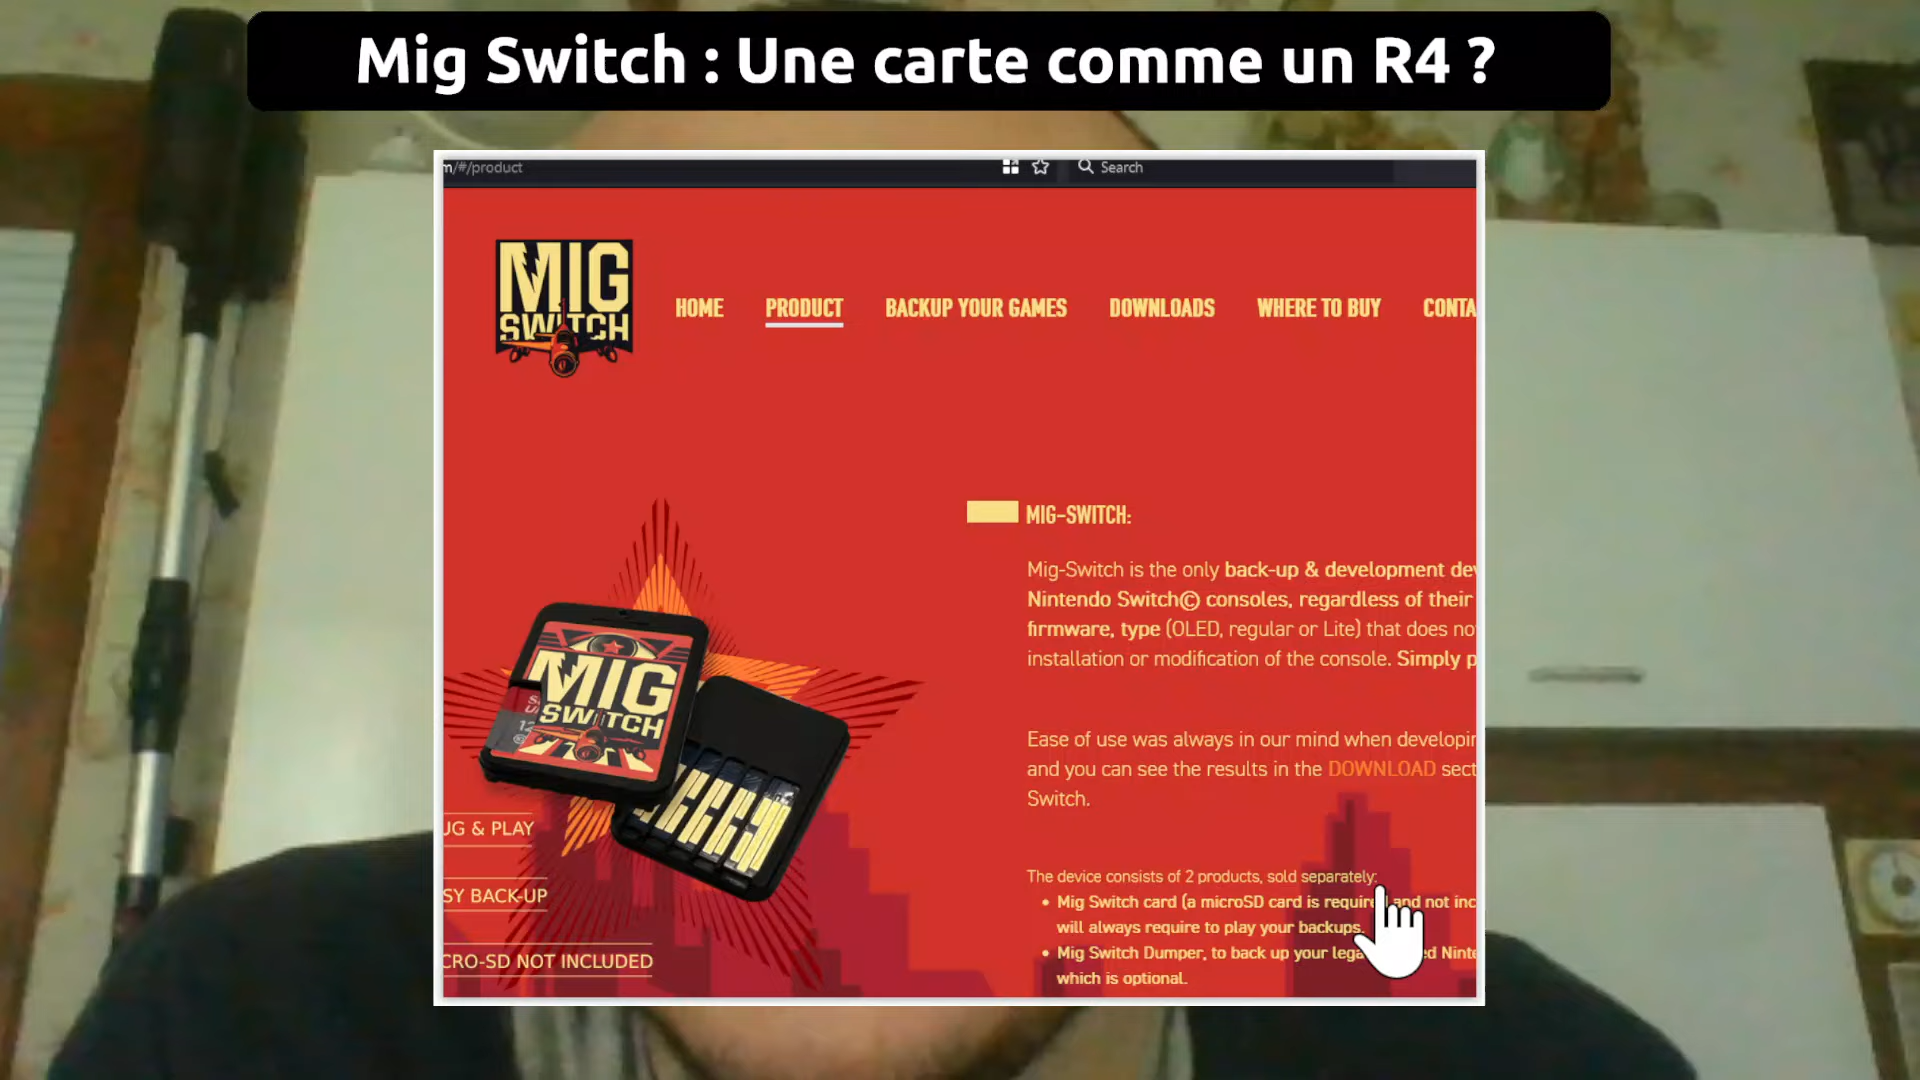 Mig Switch : Une carte comme un R4 ?
m/#/product
Search
MIG
SWITCH
HOME
PRODUCT
BACKUP YOUR GAMES
DOWNLOADS
WHERE TO BUY
CONTA
MIG-SWITCH:
Mig-Switch is the only back-up & development dev
Nintendo Switch© consoles, regardless of their
firmware, type (OLED, regular or Lite) that does no
installation or modification of the console. Simply p
Ease of use was always in our mind when developin
and you can see the results in the DOWNLOAD sect
Switch.
MIG
SWITCH
UG & PLAY
SY BACK-UP
CRO-SD NOT INCLUDED
The device consists of 2 products, sold separately:
• Mig Switch card (a microSD card is require and not inc
will always require to play your backups.
• Mig Switch Dumper, to back up your lega ed Ninte
which is optional.